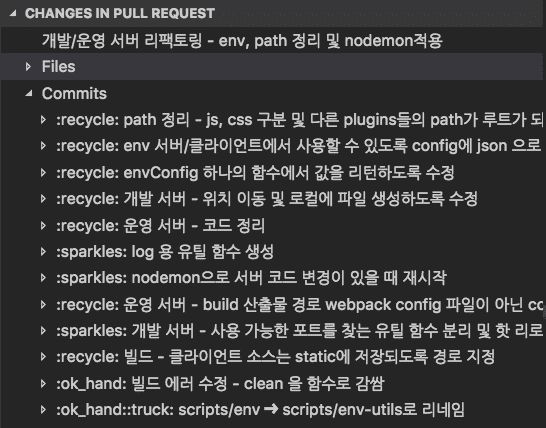 CHANGES IN PULL REQUEST
개발/운영 서버 리팩토링 - env, path 정리 및 nodemon적용
Files
Commits
:recycle: path 정리 - js, css 구분 및 다른 plugins들의 path가 루트가 되
:recycle: env 서버/클라이언트에서 사용할 수 있도록 config에 json 으로
:recycle: envConfig 하나의 함수에서 값을 리턴하도록 수정
:recycle: 개발 서버 - 위치 이동 및 로컬에 파일 생성하도록 수정
:recycle: 운영 서버 - 코드 정리
:sparkles: log 용 유틸 함수 생성
:sparkles: nodemon으로 서버 코드 변경이 있을 때 재시작
:recycle: 운영 서버 - build 산출물 경로 webpack config 파일이 아닌 co
:sparkles: 개발 서버 - 사용 가능한 포트를 찾는 유틸 함수 분리 및 핫 리로
:recycle: 빌드 - 클라이언트 소스는 static에 저장되도록 경로 지정
:ok_hand: 빌드 에러 수정 - clean 을 함수로 감쌈
:ok_hand::truck: scripts/env ➜ scripts/env-utils로 리네임